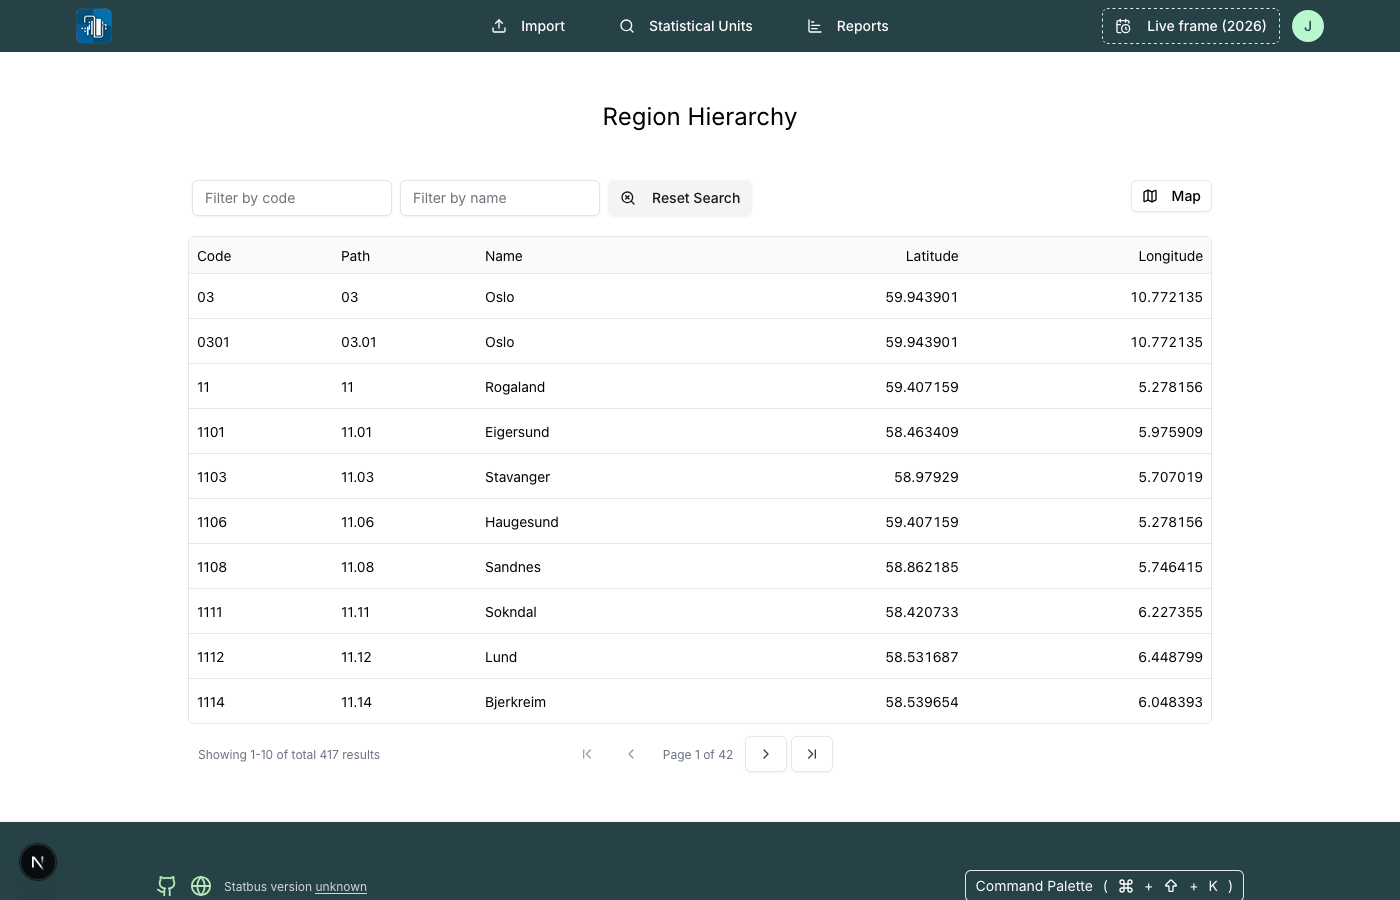 Import
Statistical Units
Reports
Live frame (2026)
J
Region Hierarchy
Filter by code
Filter by name
Reset Search
Map
Code Path Name Latitude Longitude
03 03 Oslo 59.943901 10.772135
0301 03.01 Oslo 59.943901 10.772135
11 11 Rogaland 59.407159 5.278156
1101 11.01 Eigersund 58.463409 5.975909
1103 11.03 Stavanger 58.97929 5.707019
1106 11.06 Haugesund 59.407159 5.278156
1108 11.08 Sandnes 58.862185 5.746415
1111 11.11 Sokndal 58.420733 6.227355
1112 11.12 Lund 58.531687 6.448799
1114 11.14 Bjerkreim 58.539654 6.048393
Showing 1-10 of total 417 results
Page 1 of 42
N
Statbus version unknown
Command Palette ( ⌘ + ⇧ + K )